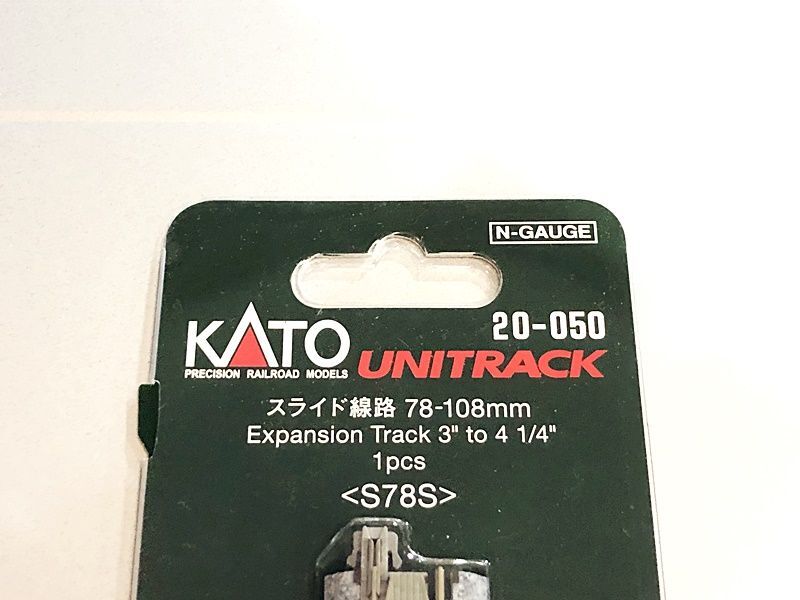 N-GAUGE
20-050
KATO UNITRACK
PRECISION RAILROAD MODELS
スライド線路 78-108mm
Expansion Track 3" to 4 1/4"
1pcs
<S78S>